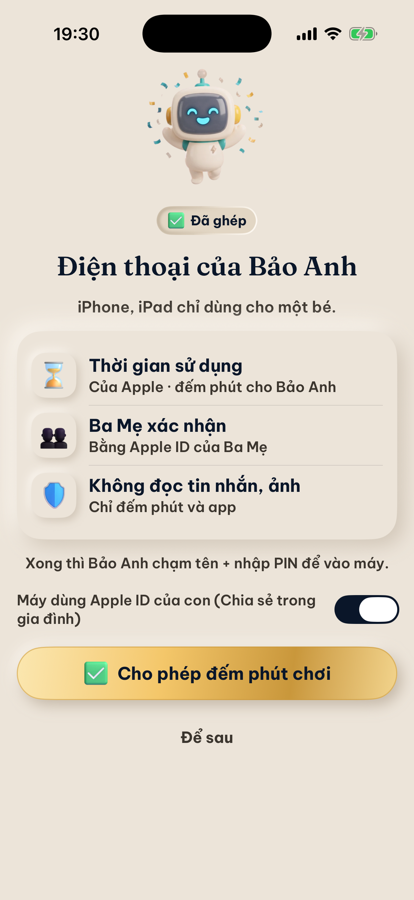 19:30
Đã ghép
Điện thoại của Bảo Anh
iPhone, iPad chỉ dùng cho một bé.
Thời gian sử dụng
Của Apple · đếm phút cho Bảo Anh
Ba Mẹ xác nhận
Bằng Apple ID của Ba Mẹ
Không đọc tin nhắn, ảnh
Chỉ đếm phút và app
Xong thì Bảo Anh chạm tên + nhập PIN để vào máy.
Máy dùng Apple ID của con (Chia sẻ trong
gia đình)
Cho phép đếm phút chơi
Để sau